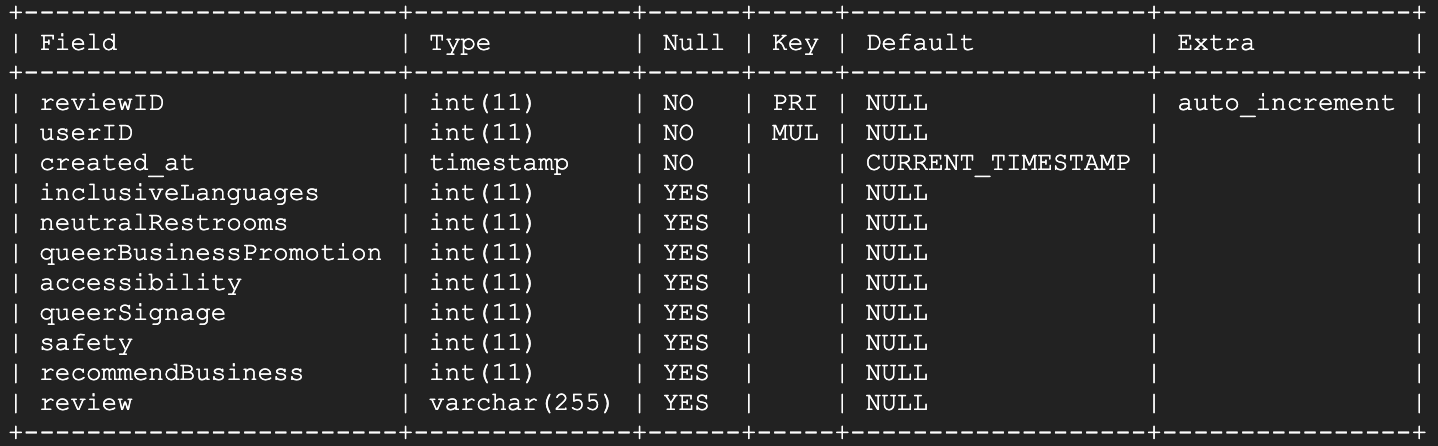 +-------------------------+--------------+------+-----+-------------------+----------------+
| Field                   | Type         | Null | Key | Default           | Extra          |
+-------------------------+--------------+------+-----+-------------------+----------------+
| reviewID                | int(11)      | NO   | PRI | NULL              | auto_increment |
| userID                  | int(11)      | NO   | MUL | NULL              |                |
| created_at              | timestamp    | NO   |     | CURRENT_TIMESTAMP |                |
| inclusiveLanguages      | int(11)      | YES  |     | NULL              |                |
| neutralRestrooms        | int(11)      | YES  |     | NULL              |                |
| queerBusinessPromotion  | int(11)      | YES  |     | NULL              |                |
| accessibility           | int(11)      | YES  |     | NULL              |                |
| queerSignage            | int(11)      | YES  |     | NULL              |                |
| safety                  | int(11)      | YES  |     | NULL              |                |
| recommendBusiness       | int(11)      | YES  |     | NULL              |                |
| review                  | varchar(255) | YES  |     | NULL              |                |
+-------------------------+--------------+------+-----+-------------------+----------------+